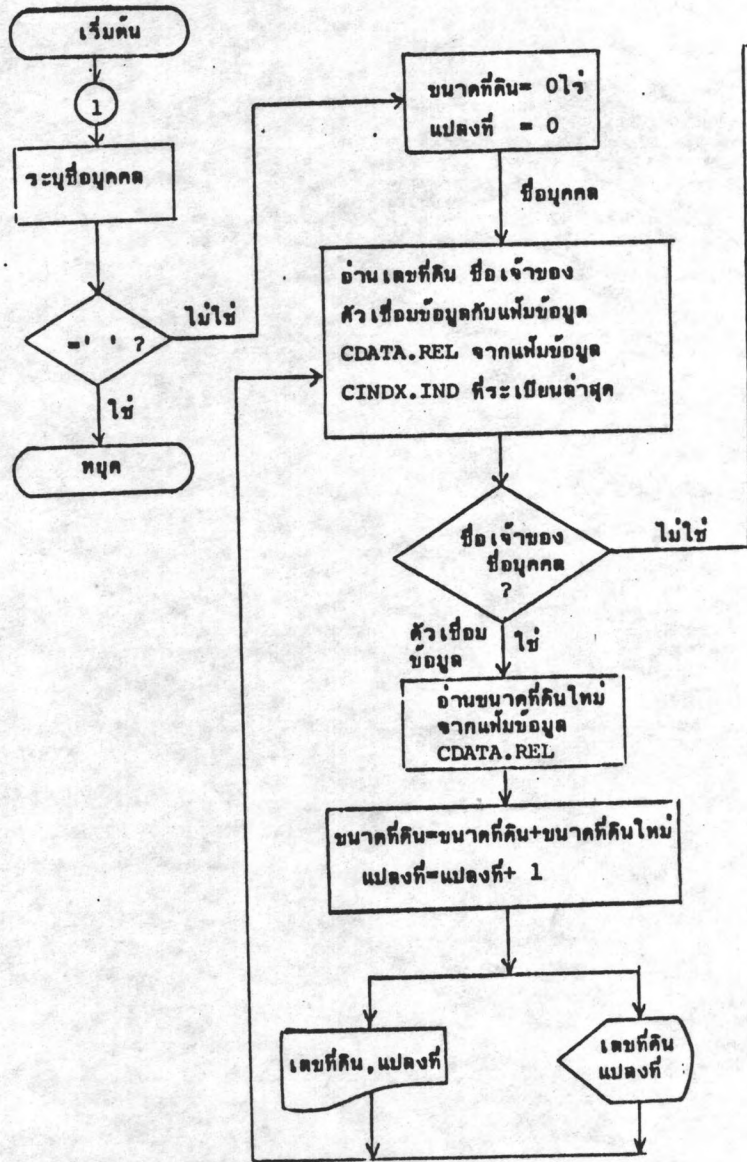 เริ่มต้น
1
ระบุชื่อบุคคล
=' ' ?
ไม่ใช่
ใช่
หยุด
ขนาดที่ดิน= 0ไร่
แปลงที่ = 0
ชื่อบุคคล
อ่านเลขที่ดิน ชื่อเจ้าของ
ตัวเชื่อมข้อมูลกับแฟ้มข้อมูล
CDATA.REL จากแฟ้มข้อมูล
CINDX.IND ที่ระเบียนล่าสุด
ชื่อเจ้าของ
ชื่อบุคคล
?
ไม่ใช่
ตัวเชื่อม
ข้อมูล
ใช่
อ่านขนาดที่ดินใหม่
จากแฟ้มข้อมูล
CDATA.REL
ขนาดที่ดิน=ขนาดที่ดิน+ขนาดที่ดินใหม่
แปลงที่=แปลงที่+ 1
เลขที่ดิน,แปลงที่
เลขที่ดิน
แปลงที่